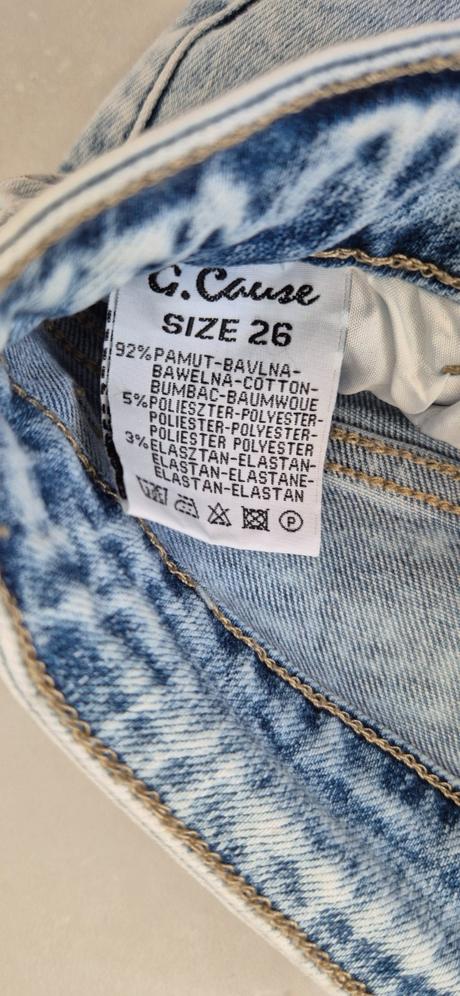 G.Cause
SIZE 26
92%PAMUT-BAVLNA-
BAWELNA-COTTON-
BUMBAC-BAUMWOUE
5%POLIESZTER-POLYESTER-
POLIESTER-POLYESTER-
POLIESTER POLYESTER
3%ELASZTAN-ELASTAN-
ELASTAN-ELASTANE-
ELASTAN-ELASTAN
P